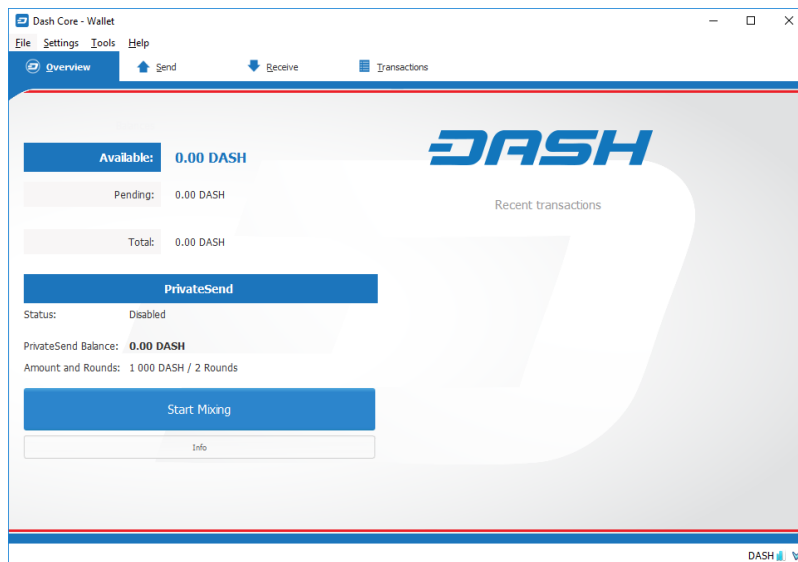 Dash Core - Wallet
File Settings Tools Help
Overview Send Receive Transactions
DASH
Available: 0.00 DASH
Pending: 0.00 DASH
Recent transactions
Total: 0.00 DASH
PrivateSend
Status: Disabled
PrivateSend Balance: 0.00 DASH
Amount and Rounds: 1 000 DASH / 2 Rounds
Start Mixing
Info
DASH